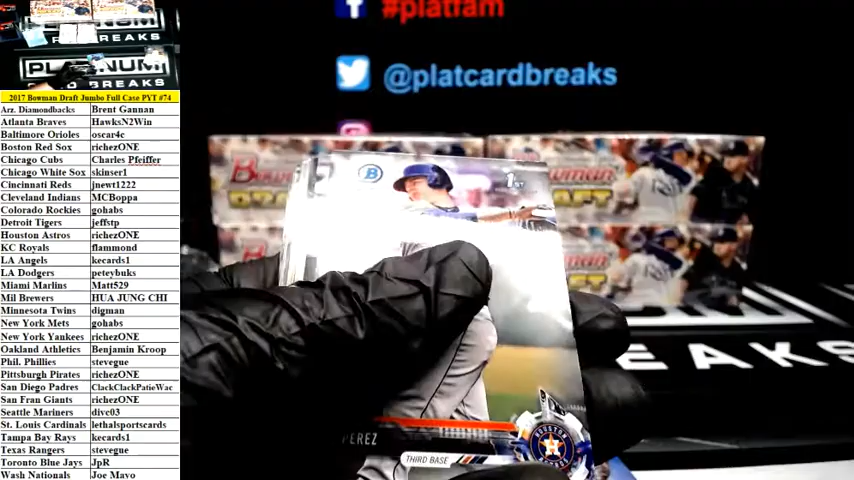 #platfam
@platcardbreaks
PLATINUM
BREAKS
2017 Bowman Draft Jumbo Full Case PYT #74
Arz. Diamondbacks Brent Gannan
Atlanta Braves HawksN2Win
Baltimore Orioles oscar4c
Boston Red Sox richezONE
Chicago Cubs Charles Pfeiffer
Chicago White Sox skinser1
Cincinnati Reds jnewt1222
Cleveland Indians MCBoppa
Colorado Rockies gohabs
Detroit Tigers jeffstp
Houston Astros richezONE
KC Royals flammond
LA Angels kecards1
LA Dodgers peteybuks
Miami Marlins Matt529
Mil Brewers HUA JUNG CHI
Minnesota Twins digman
New York Mets gohabs
New York Yankees richezONE
Oakland Athletics Benjamin Kroop
Phil. Phillies stevegue
Pittsburgh Pirates richezONE
San Diego Padres ClackClackPatieWac
San Fran Giants richezONE
Seattle Mariners divc03
St. Louis Cardinals lethalsportscards
Tampa Bay Rays kecards1
Texas Rangers stevegue
Toronto Blue Jays JpR
Wash Nationals Joe Mayo
1ST
PEREZ
THIRD BASE
EAKS